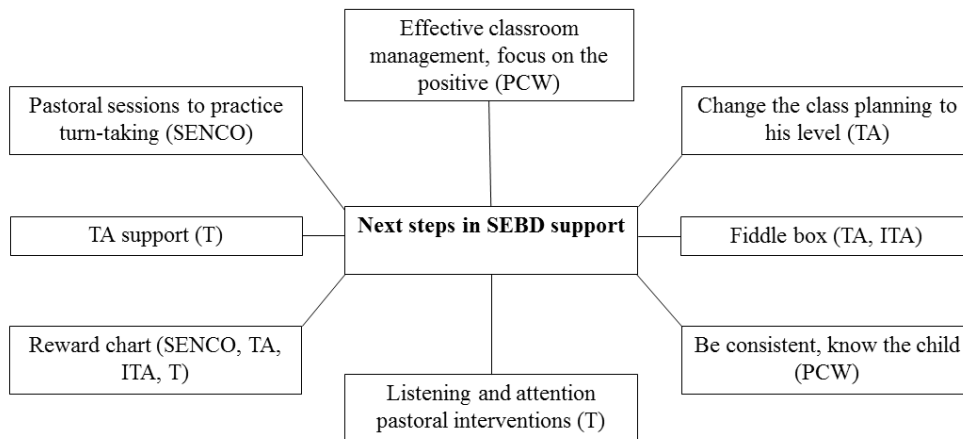 Effective classroom
management, focus on the
positive (PCW)
Pastoral sessions to practice
turn-taking (SENCO)
Change the class planning to
his level (TA)
TA support (T)
Next steps in SEBD support
Fiddle box (TA, ITA)
Reward chart (SENCO, TA,
ITA, T)
Be consistent, know the child
(PCW)
Listening and attention
pastoral interventions (T)